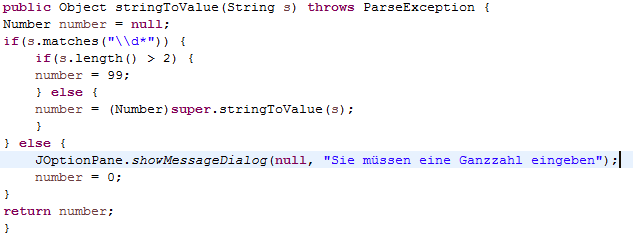 public Object stringToValue(String s) throws ParseException {
Number number = null;
if(s.matches("\\d*")) {
    if(s.length() > 2) {
    number = 99;
    } else {
    number = (Number)super.stringToValue(s);
    }
} else {
    JOptionPane.showMessageDialog(null, "Sie müssen eine Ganzzahl eingeben");
    number = 0;
}
return number;
}